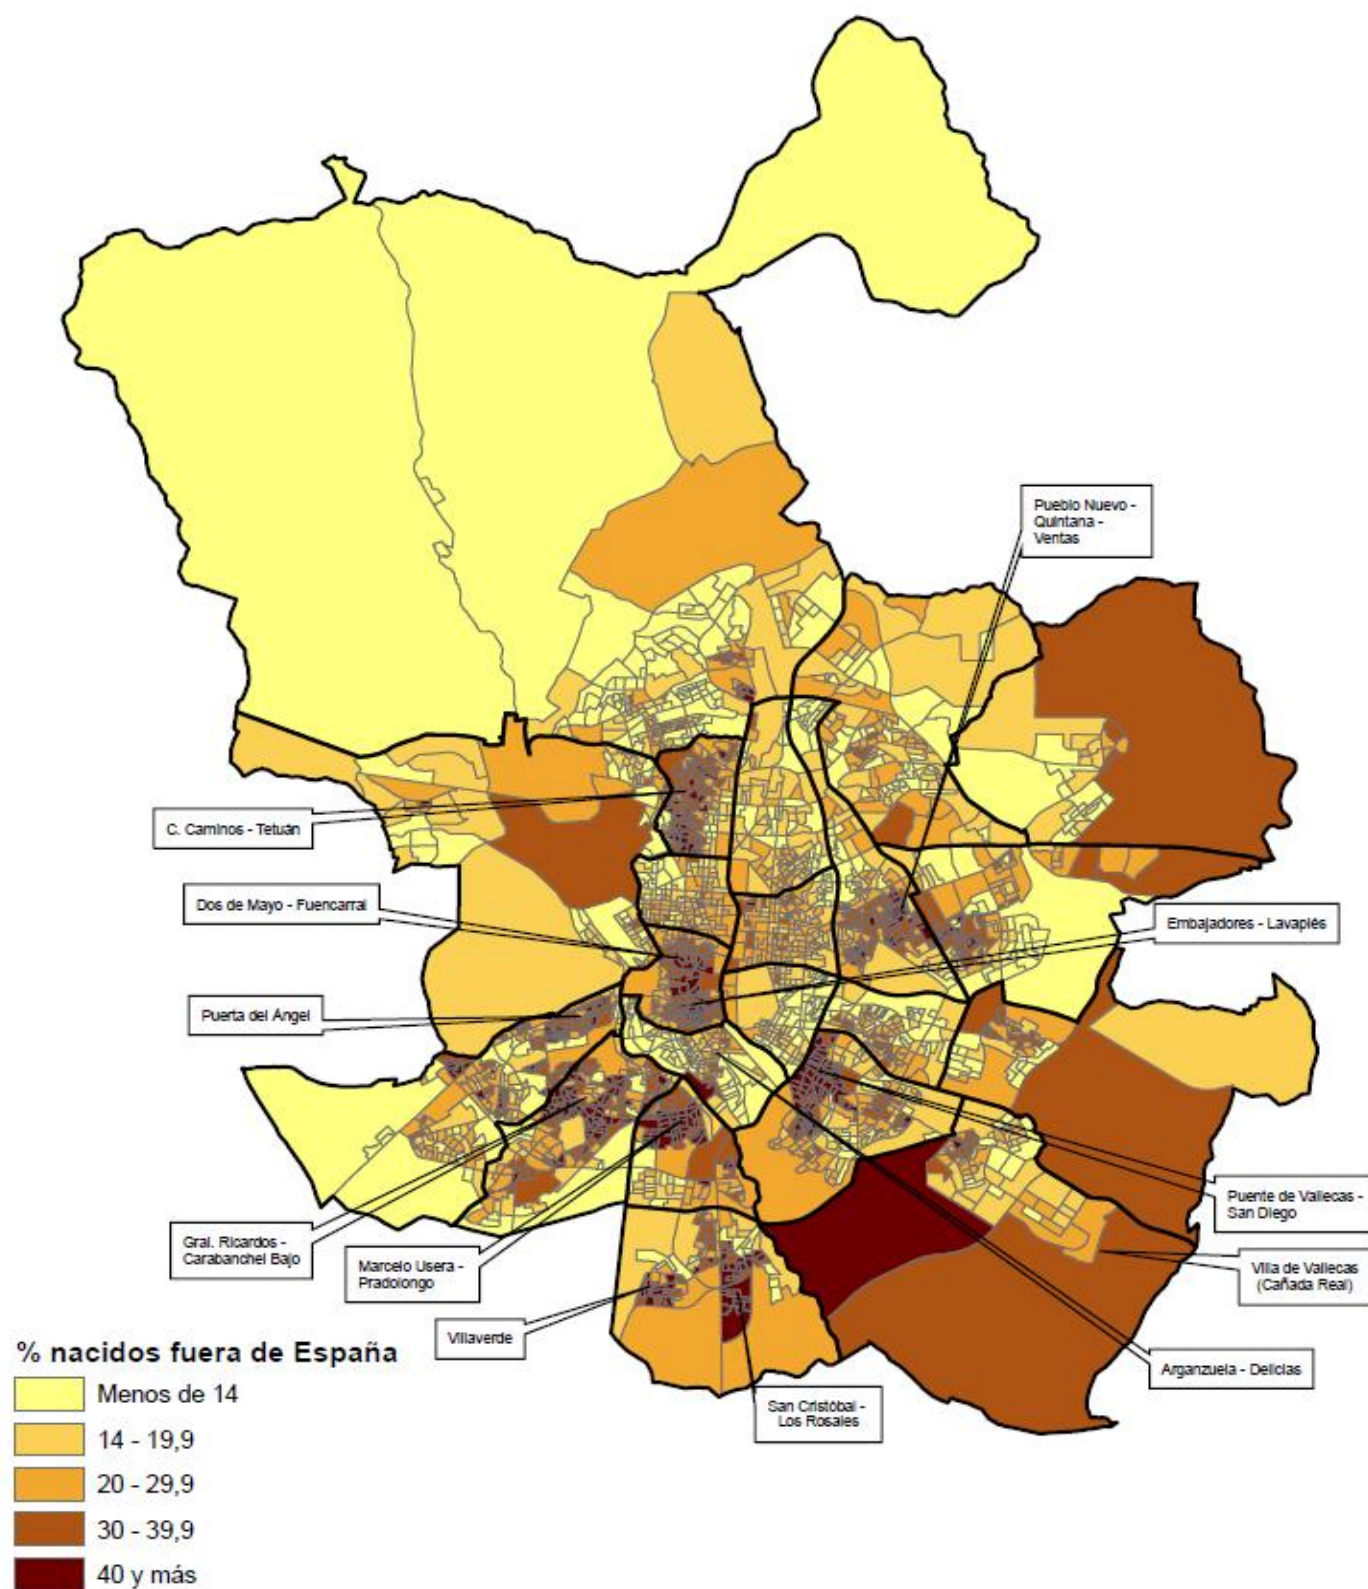 Pueblo Nuevo -
Quintana -
Ventas
C. Caminos - Tetuán
Dos de Mayo - Fuencarral
Embajadores - Lavapiés
Puerta del Ángel
Puente de Vallecas -
San Diego
Gral. Ricardos -
Carabanchel Bajo
Marcelo Usera -
Pradolongo
Villa de Vallecas
(Cañada Real)
Villaverde
Arganzuela - Delicias
San Cristóbal -
Los Rosales
% nacidos fuera de España
Menos de 14
14 - 19,9
20 - 29,9
30 - 39,9
40 y más